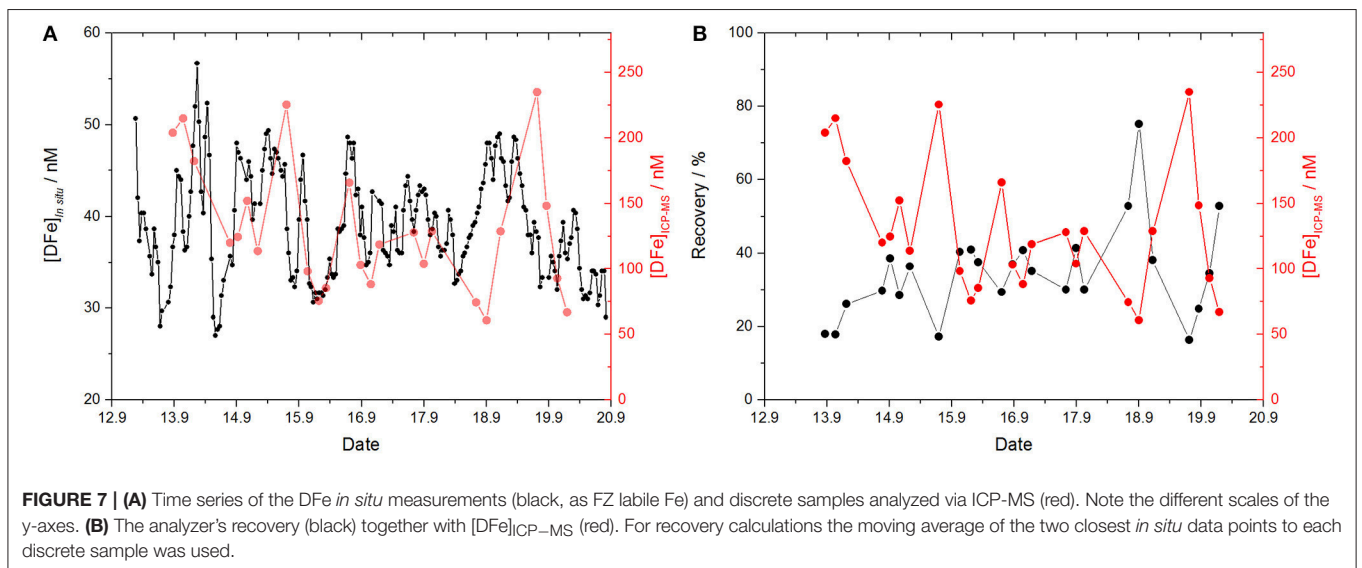 A
B
60
50
40
30
20
[DFe]In situ / nM
250
200
150
100
50
0
[DFe]ICP-MS / nM
12.9 13.9 14.9 15.9 16.9 17.9 18.9 19.9 20.9
Date
100
80
60
40
20
0
Recovery / %
250
200
150
100
50
0
[DFe]ICP-MS / nM
12.9 13.9 14.9 15.9 16.9 17.9 18.9 19.9 20.9
Date
FIGURE 7 | (A) Time series of the DFe in situ measurements (black, as FZ labile Fe) and discrete samples analyzed via ICP-MS (red). Note the different scales of the
y-axes. (B) The analyzer's recovery (black) together with [DFe]ICP−MS (red). For recovery calculations the moving average of the two closest in situ data points to each
discrete sample was used.